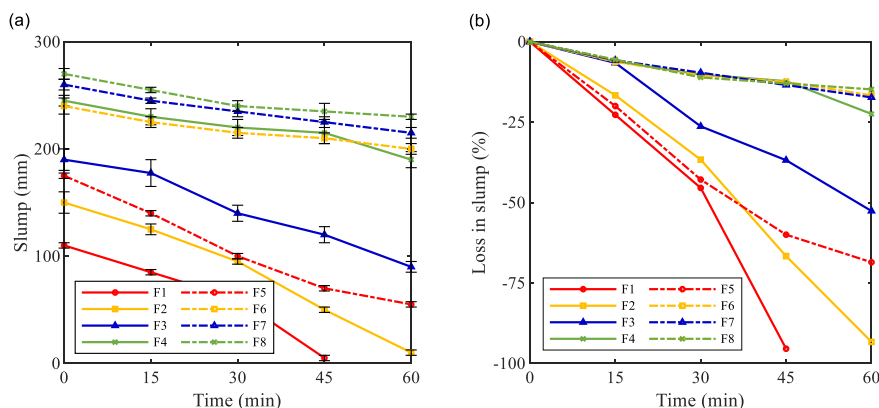 (a)
300
200
100
0
Slump (mm)
F1 F5
F2 F6
F3 F7
F4 F8
0 15 30 45 60
Time (min)
(b)
0
-25
-50
-75
-100
Loss in slump (%)
F1 F5
F2 F6
F3 F7
F4 F8
0 15 30 45 60
Time (min)